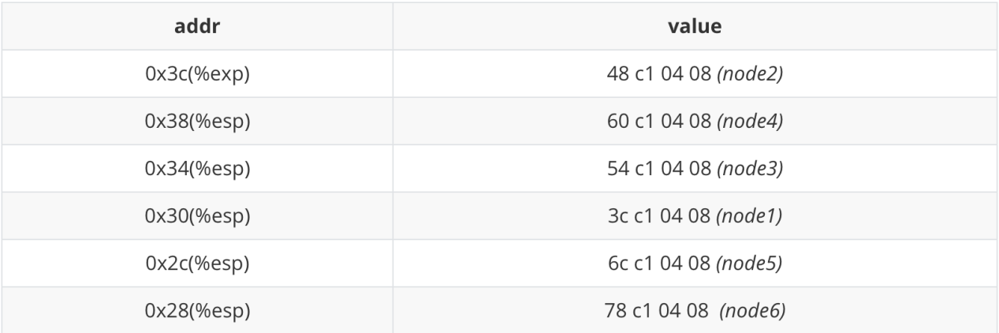 addr value
0x3c(%exp) 48 c1 04 08 (node2)
0x38(%esp) 60 c1 04 08 (node4)
0x34(%esp) 54 c1 04 08 (node3)
0x30(%esp) 3c c1 04 08 (node1)
0x2c(%esp) 6c c1 04 08 (node5)
0x28(%esp) 78 c1 04 08 (node6)